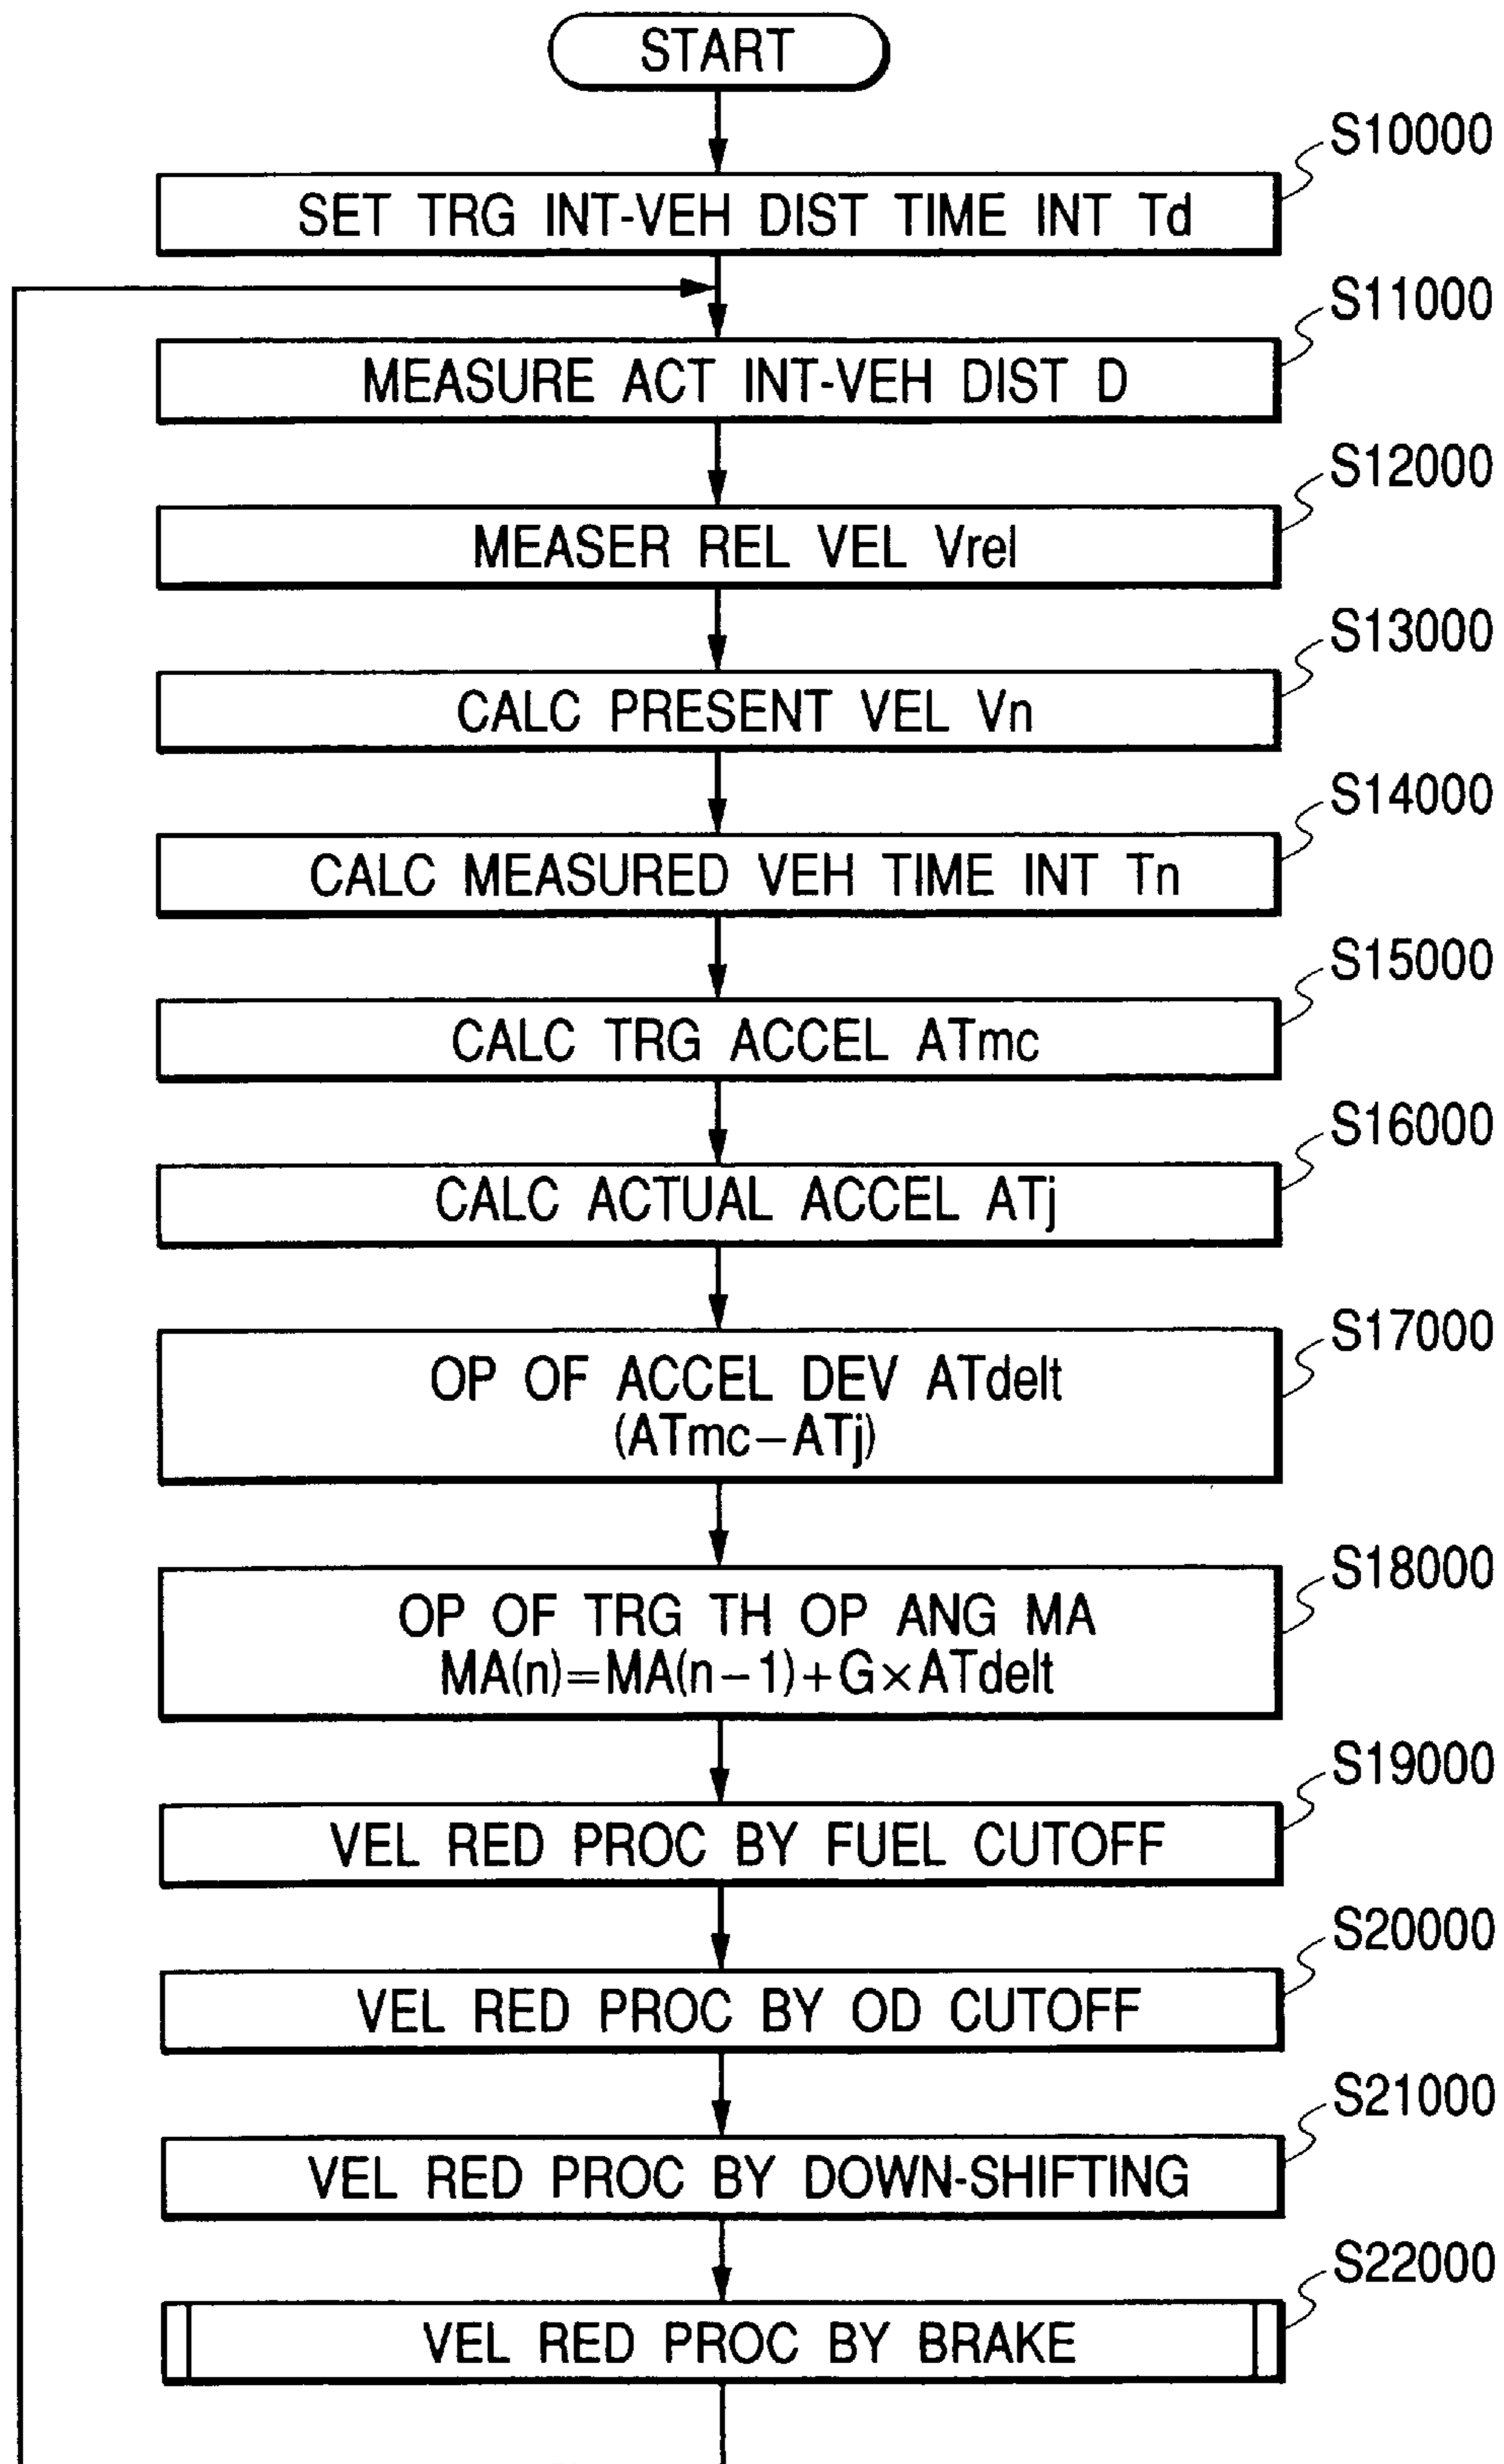 START
S10000
SET TRG INT-VEH DIST TIME INT Td
S11000
MEASURE ACT INT-VEH DIST D
S12000
MEASER REL VEL Vrel
S13000
CALC PRESENT VEL Vn
S14000
CALC MEASURED VEH TIME INT Tn
S15000
CALC TRG ACCEL ATmc
S16000
CALC ACTUAL ACCEL ATj
S17000
OP OF ACCEL DEV ATdelt
(ATmc−ATj)
S18000
OP OF TRG TH OP ANG MA
MA(n)=MA(n−1)+G×ATdelt
S19000
VEL RED PROC BY FUEL CUTOFF
S20000
VEL RED PROC BY OD CUTOFF
S21000
VEL RED PROC BY DOWN-SHIFTING
S22000
VEL RED PROC BY BRAKE